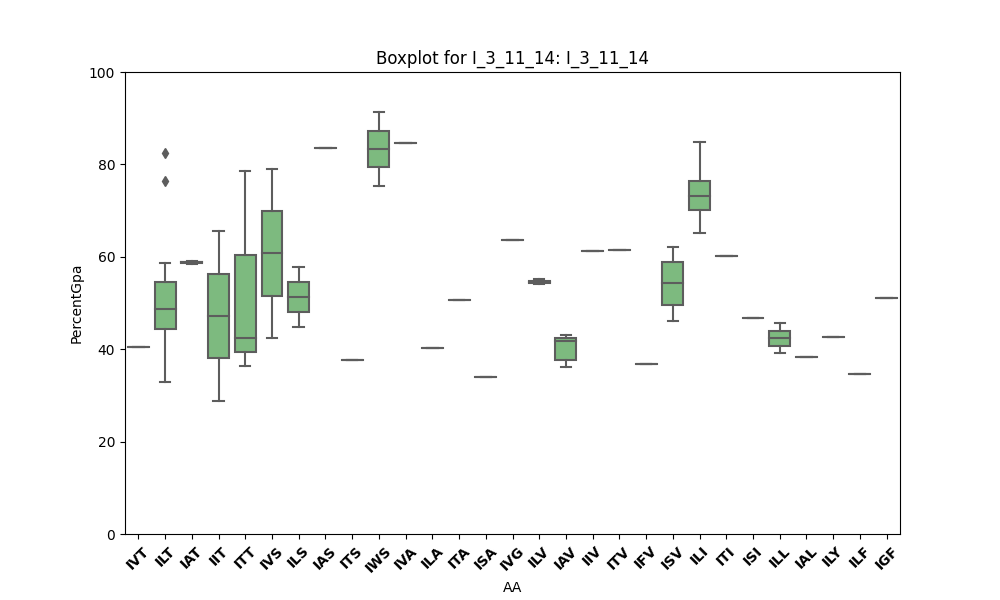 Boxplot for I_3_11_14: I_3_11_14
PercentGpa
100
80
60
40
20
0
IVT ILT IAT IIT ITT IVS ILS IAS ITS IWS IVA ILA ITA ISA IVG ILV IAV IIV ITV IFV ISV ILI ITI ISI ILL IAL ILY ILF IGF
AA